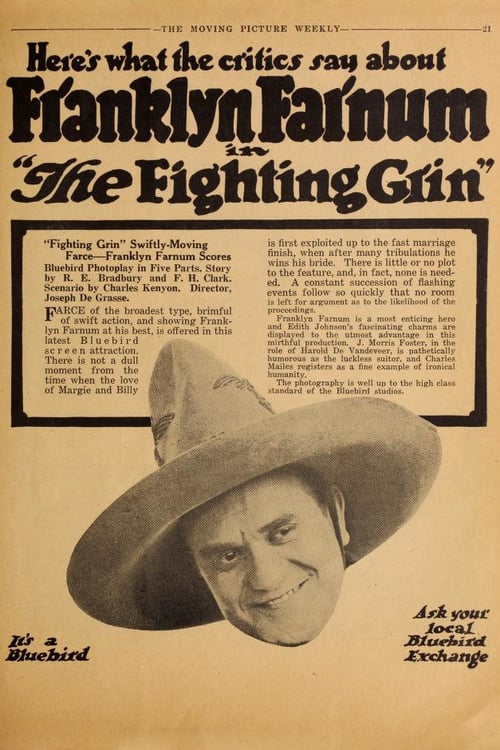 —THE MOVING PICTURE WEEKLY—
21
Here's what the critics say about
Franklyn Farnum
in
"The Fighting Grin"
"Fighting Grin" Swiftly-Moving
Farce—Franklyn Farnum Scores
Bluebird Photoplay in Five Parts. Story
by R. E. Bradbury and F. H. Clark.
Scenario by Charles Kenyon. Director,
Joseph De Grasse.
FARCE of the broadest type, brimful
of swift action, and showing Frank-
lyn Farnum at his best, is offered in this
latest Bluebird
screen attraction.
There is not a dull
moment from the
time when the love
of Margie and Billy
is first exploited up to the fast marriage
finish, when after many tribulations he
wins his bride. There is little or no plot
to the feature, and, in fact, none is need-
ed. A constant succession of flashing
events follow so quickly that no room
is left for argument as to the likelihood of the
proceedings.
Franklyn Farnum is a most enticing hero
and Edith Johnson's fascinating charms are
displayed to the utmost advantage in this
mirthful production. J. Morris Foster, in the
role of Harold De Vandeveer, is pathetically
humorous as the luckless suitor, and Charles
Mailes registers as a fine example of ironical
humanity.
The photography is well up to the high class
standard of the Bluebird studios.
It's a
Bluebird
Ask your
local
Bluebird
Exchange